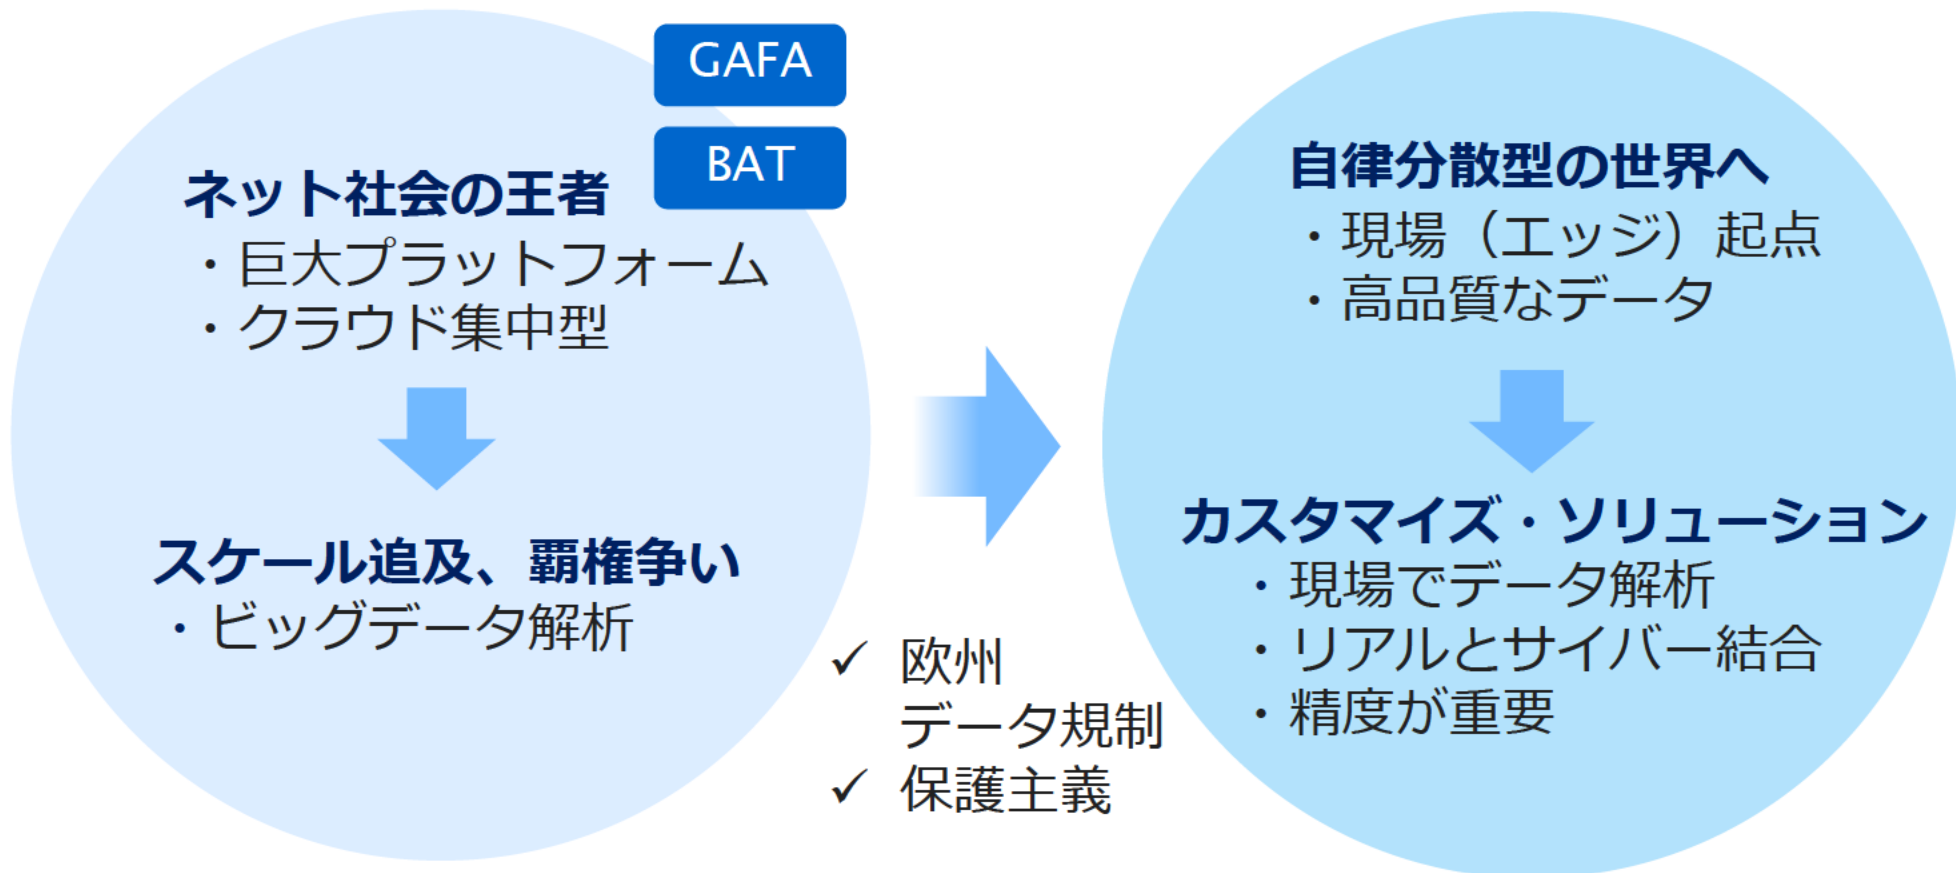 GAFA
BAT
ネット社会の王者
・巨大プラットフォーム
・クラウド集中型
スケール追及、覇権争い
・ビッグデータ解析
✓ 欧州
データ規制
✓ 保護主義
自律分散型の世界へ
・現場（エッジ）起点
・高品質なデータ
カスタマイズ・ソリューション
・現場でデータ解析
・リアルとサイバー結合
・精度が重要